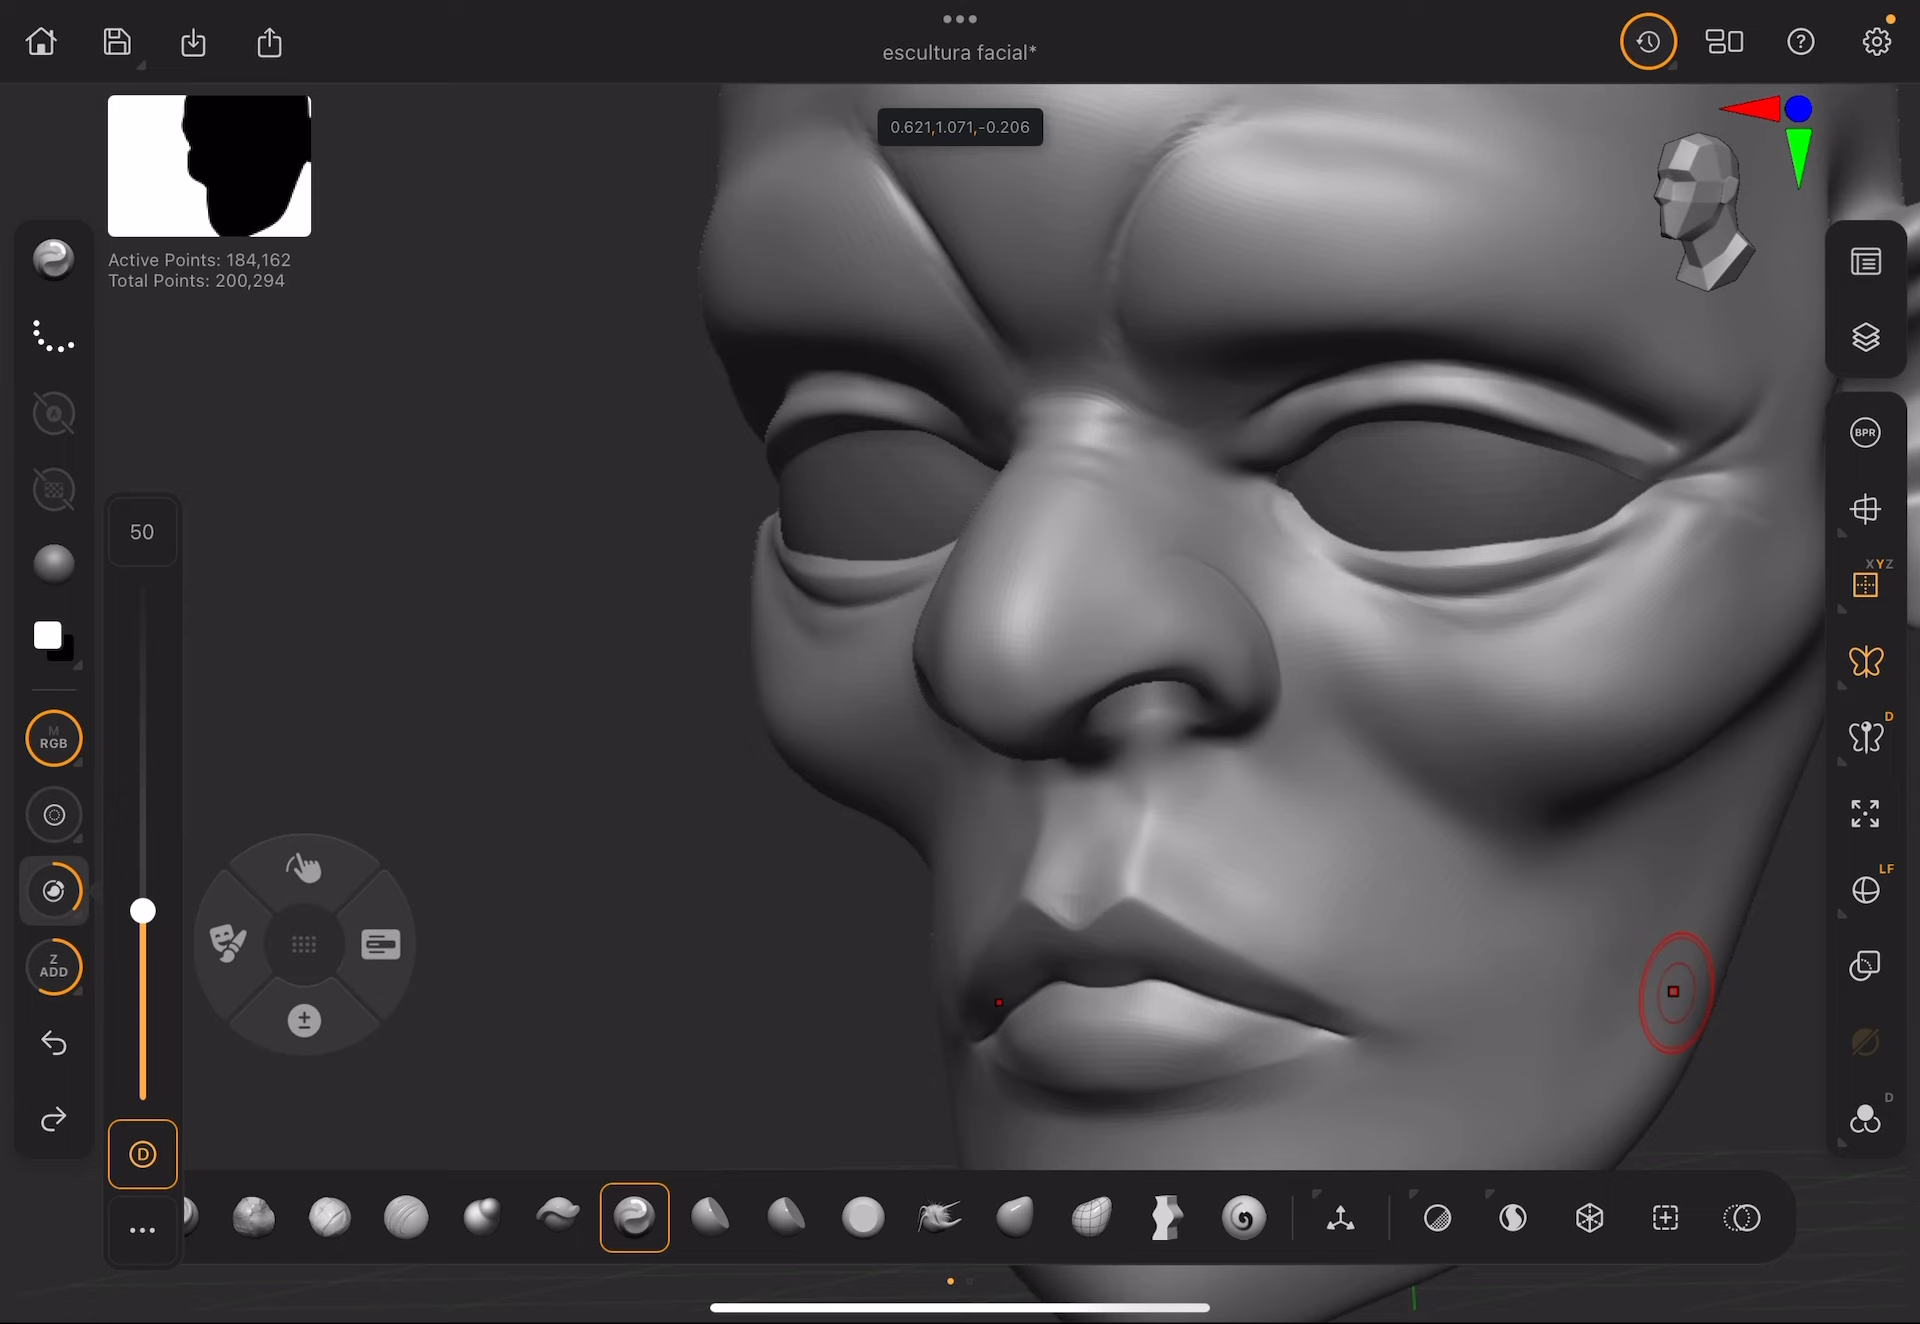 escultura facial*
0.621,1.071,-0.206
Active Points: 184,162
Total Points: 200,294
50
M
RGB
Z
ADD
D
BPR
XYZ
D
LF
D